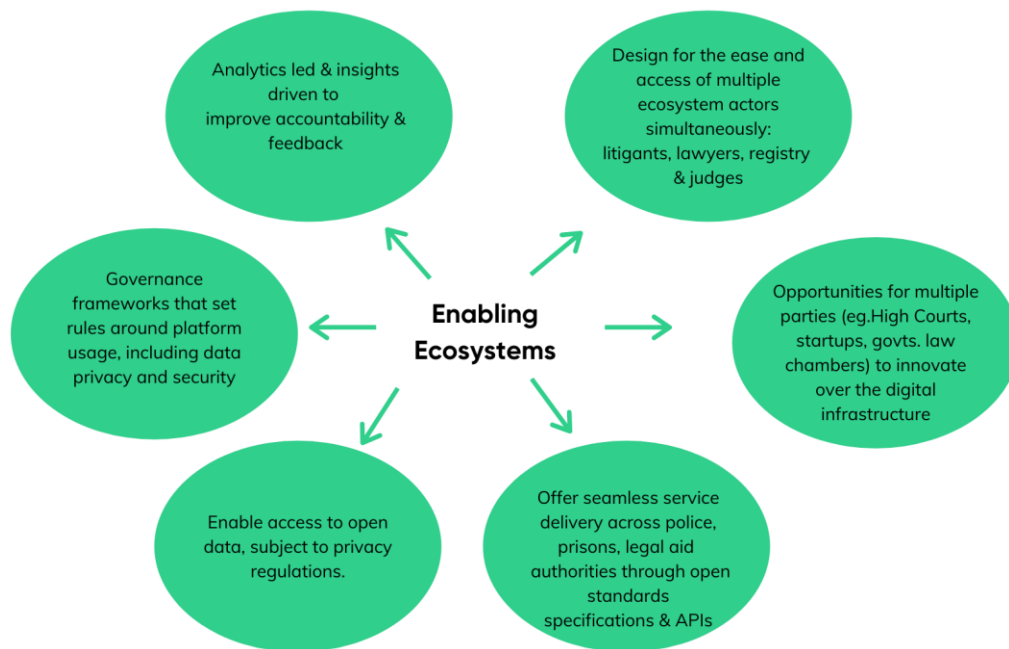 Analytics led & insights
driven to
improve accountability &
feedback
Design for the ease and
access of multiple
ecosystem actors
simultaneously:
litigants, lawyers, registry
& judges
Governance
frameworks that set
rules around platform
usage, including data
privacy and security
Enabling
Ecosystems
Opportunities for multiple
parties (eg.High Courts,
startups, govts. law
chambers) to innovate
over the digital
infrastructure
Enable access to open
data, subject to privacy
regulations.
Offer seamless service
delivery across police,
prisons, legal aid
authorities through open
standards
specifications & APIs